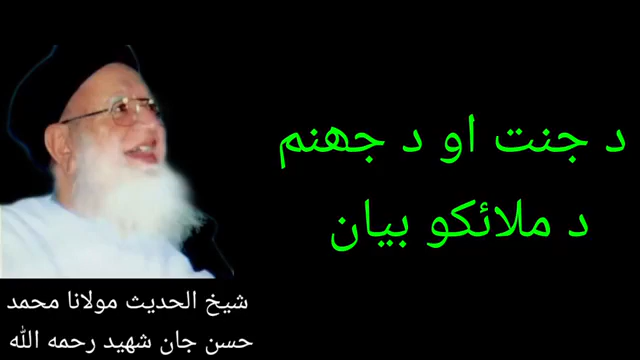 د جنت او د جهنم
د ملائکو بیان
شیخ الحدیث مولانا محمد
حسن جان شهید رحمه الله